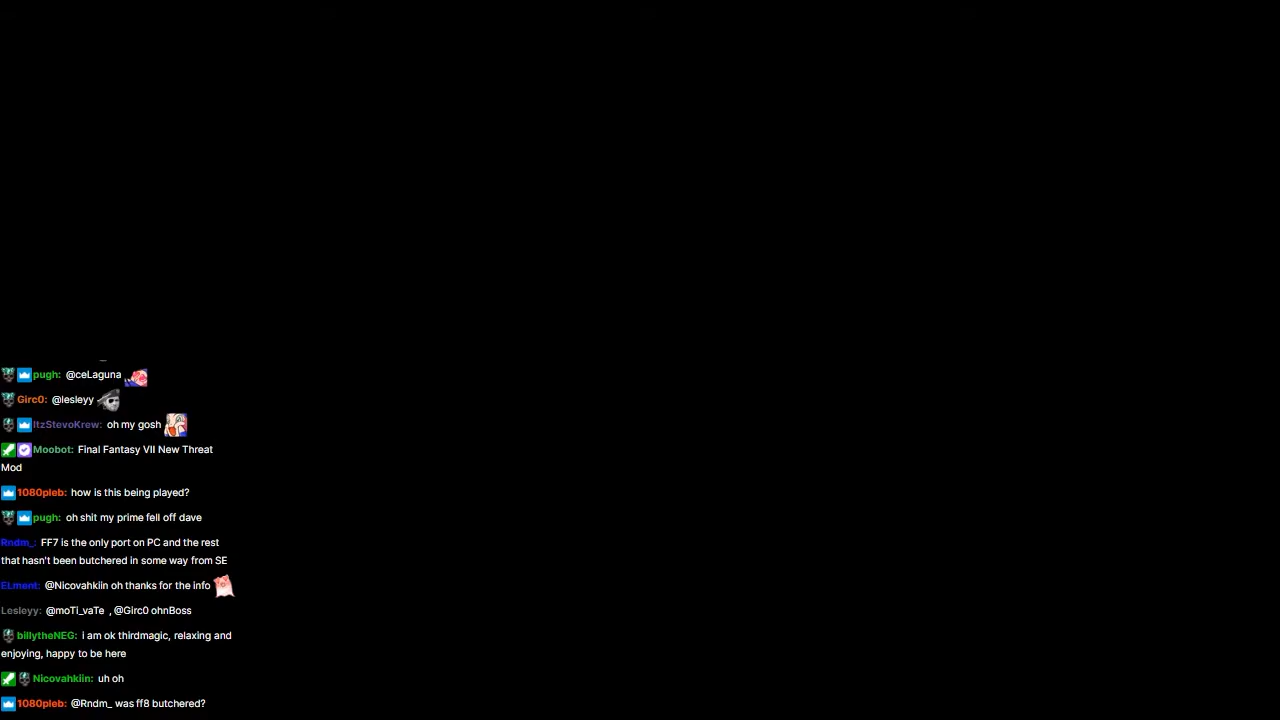 pugh: @ceLaguna
Girc0: @lesleyy
ItzStevoKrew: oh my gosh
Moobot: Final Fantasy VII New Threat
Mod
1080pleb: how is this being played?
pugh: oh shit my prime fell off dave
Rndm_: FF7 is the only port on PC and the rest
that hasn't been butchered in some way from SE
ELment: @Nicovahkiin oh thanks for the info
Lesleyy: @moTi_vaTe , @Girc0 ohnBoss
billytheNEG: i am ok thirdmagic, relaxing and
enjoying, happy to be here
Nicovahkiin: uh oh
1080pleb: @Rndm_ was ff8 butchered?